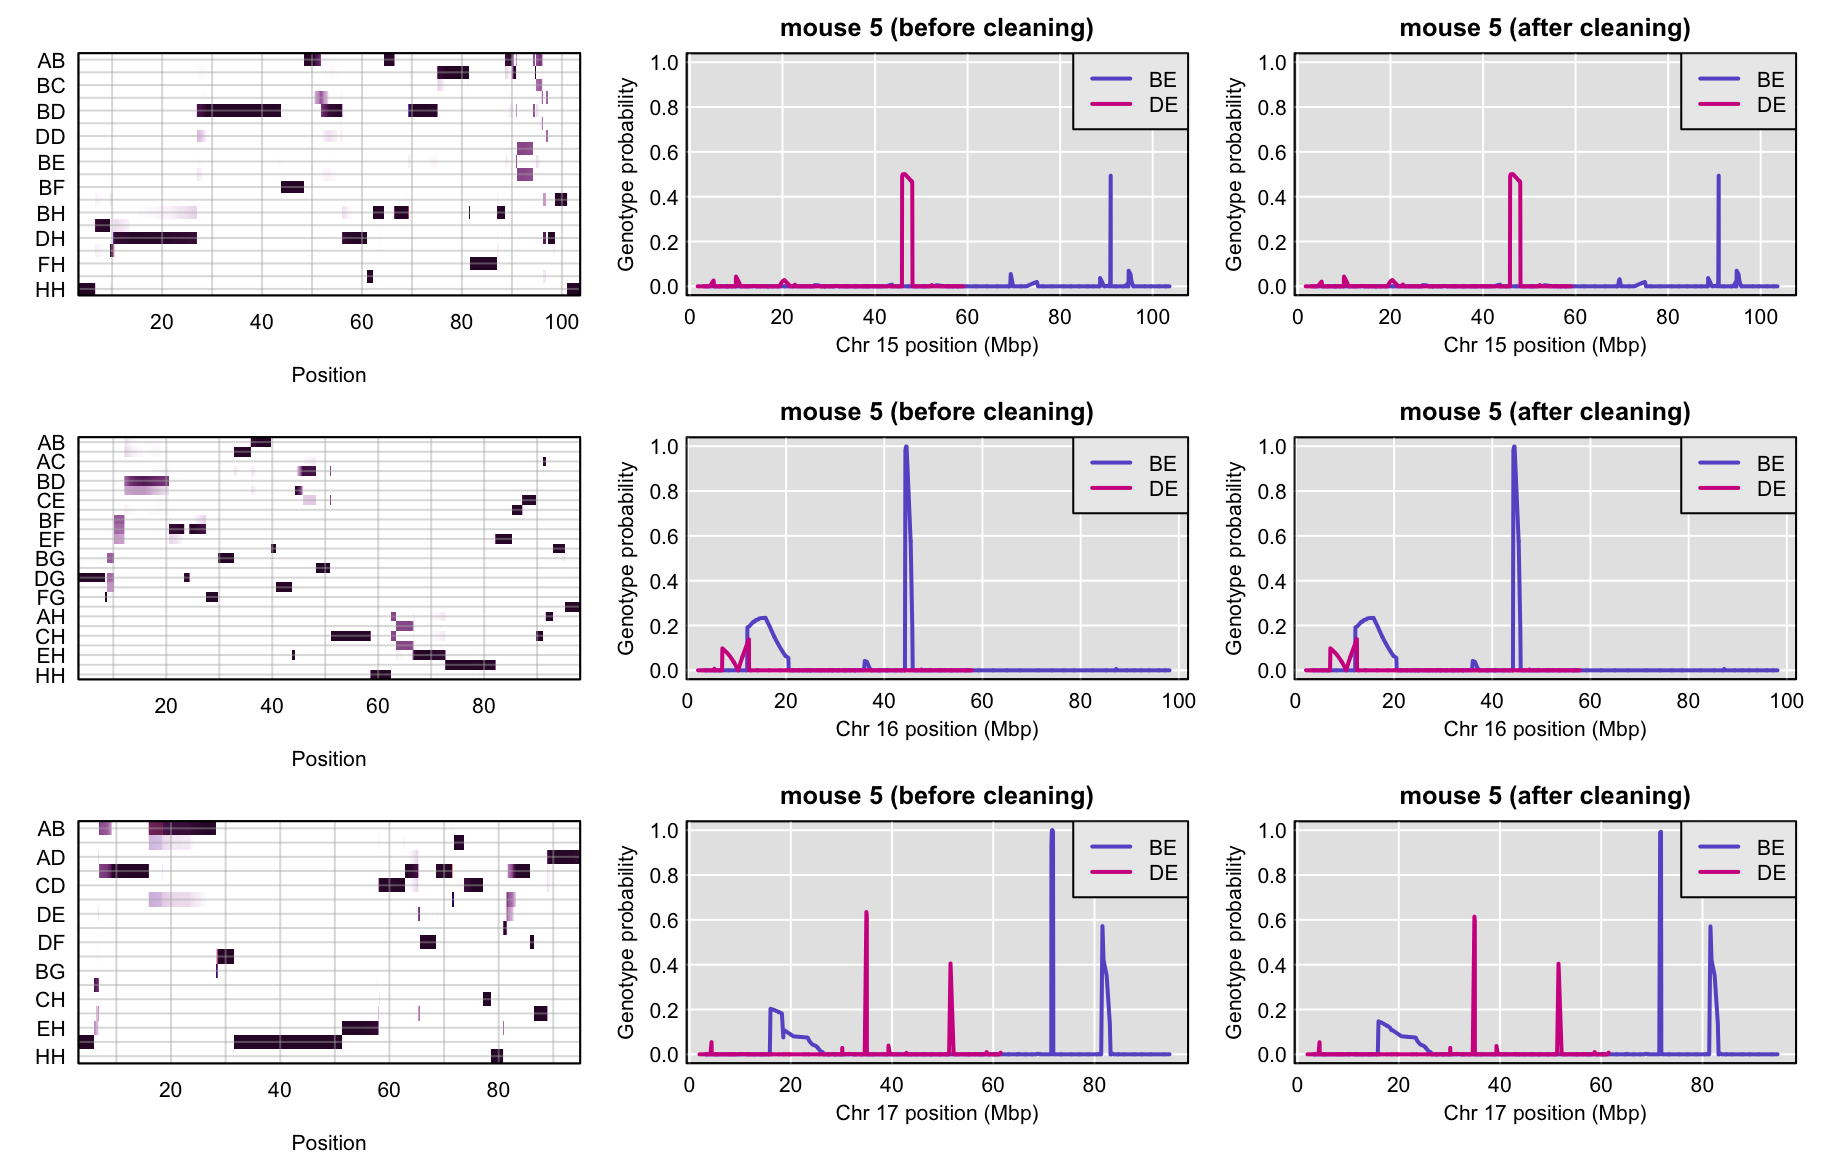 mouse 5 (before cleaning)
mouse 5 (after cleaning)
AB
BC
BD
DD
BE
BF
BH
DH
FH
HH
20 40 60 80 100
Position
Genotype probability
1.0
0.8
0.6
0.4
0.2
0.0
BE
DE
0 20 40 60 80 100
Chr 15 position (Mbp)
Genotype probability
1.0
0.8
0.6
0.4
0.2
0.0
BE
DE
0 20 40 60 80 100
Chr 15 position (Mbp)
mouse 5 (before cleaning)
mouse 5 (after cleaning)
AB
AC
BD
CE
BF
EF
BG
DG
FG
AH
CH
EH
HH
20 40 60 80
Position
Genotype probability
1.0
0.8
0.6
0.4
0.2
0.0
BE
DE
0 20 40 60 80 100
Chr 16 position (Mbp)
Genotype probability
1.0
0.8
0.6
0.4
0.2
0.0
BE
DE
0 20 40 60 80 100
Chr 16 position (Mbp)
mouse 5 (before cleaning)
mouse 5 (after cleaning)
AB
AD
CD
DE
DF
BG
CH
EH
HH
20 40 60 80
Position
Genotype probability
1.0
0.8
0.6
0.4
0.2
0.0
BE
DE
0 20 40 60 80
Chr 17 position (Mbp)
Genotype probability
1.0
0.8
0.6
0.4
0.2
0.0
BE
DE
0 20 40 60 80
Chr 17 position (Mbp)